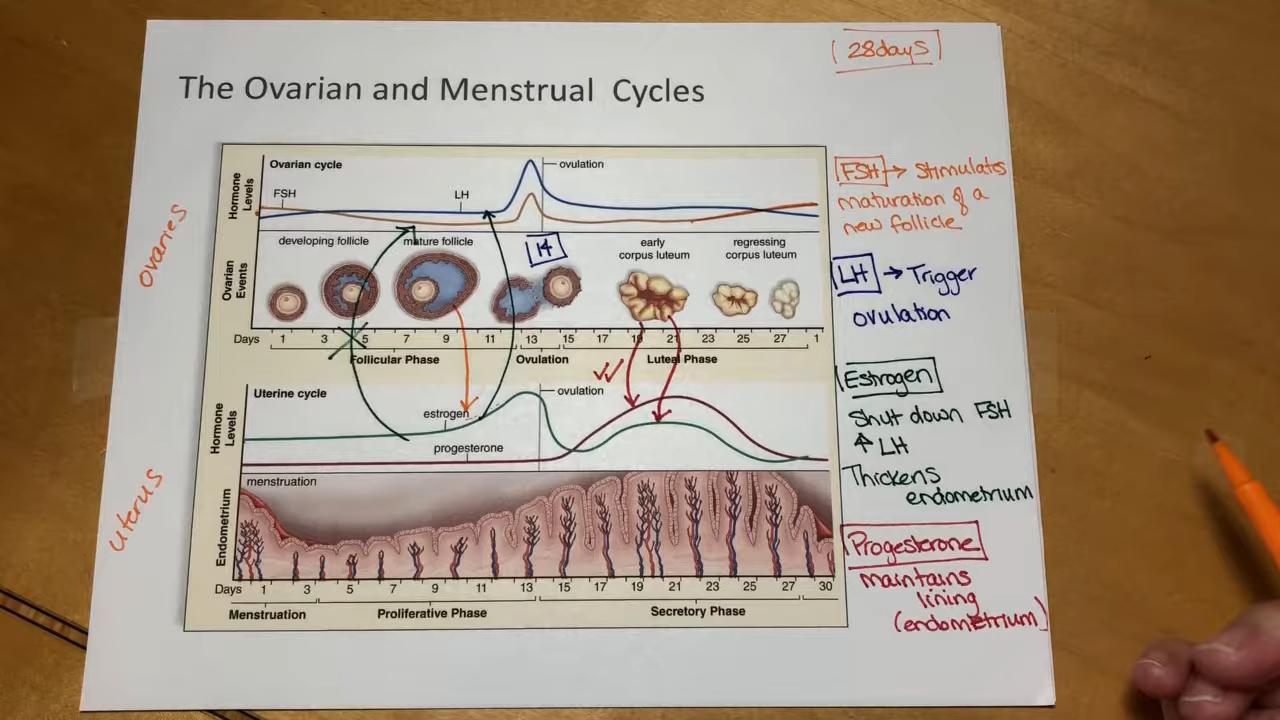 28days
The Ovarian and Menstrual Cycles
ovaries
uterus
Ovarian cycle
ovulation
Hormone
Levels
FSH
LH
developing follicle
mature follicle
14
early
corpus luteum
regressing
corpus luteum
Ovarian
Events
Days 1 3 5 7 9 11 13 15 17 19 21 23 25 27 1
Follicular Phase Ovulation Luteal Phase
Uterine cycle
ovulation
Hormone
Levels
estrogen
progesterone
menstruation
Endometrium
Days 1 3 5 7 9 11 13 15 17 19 21 23 25 27 30
Menstruation Proliferative Phase Secretory Phase
FSH → Stimulates
maturation of a
new follicle
LH → Trigger
ovulation
Estrogen
Shut down FSH
↑ LH
Thickens
endometrium
Progesterone
maintains
lining
(endometrium)